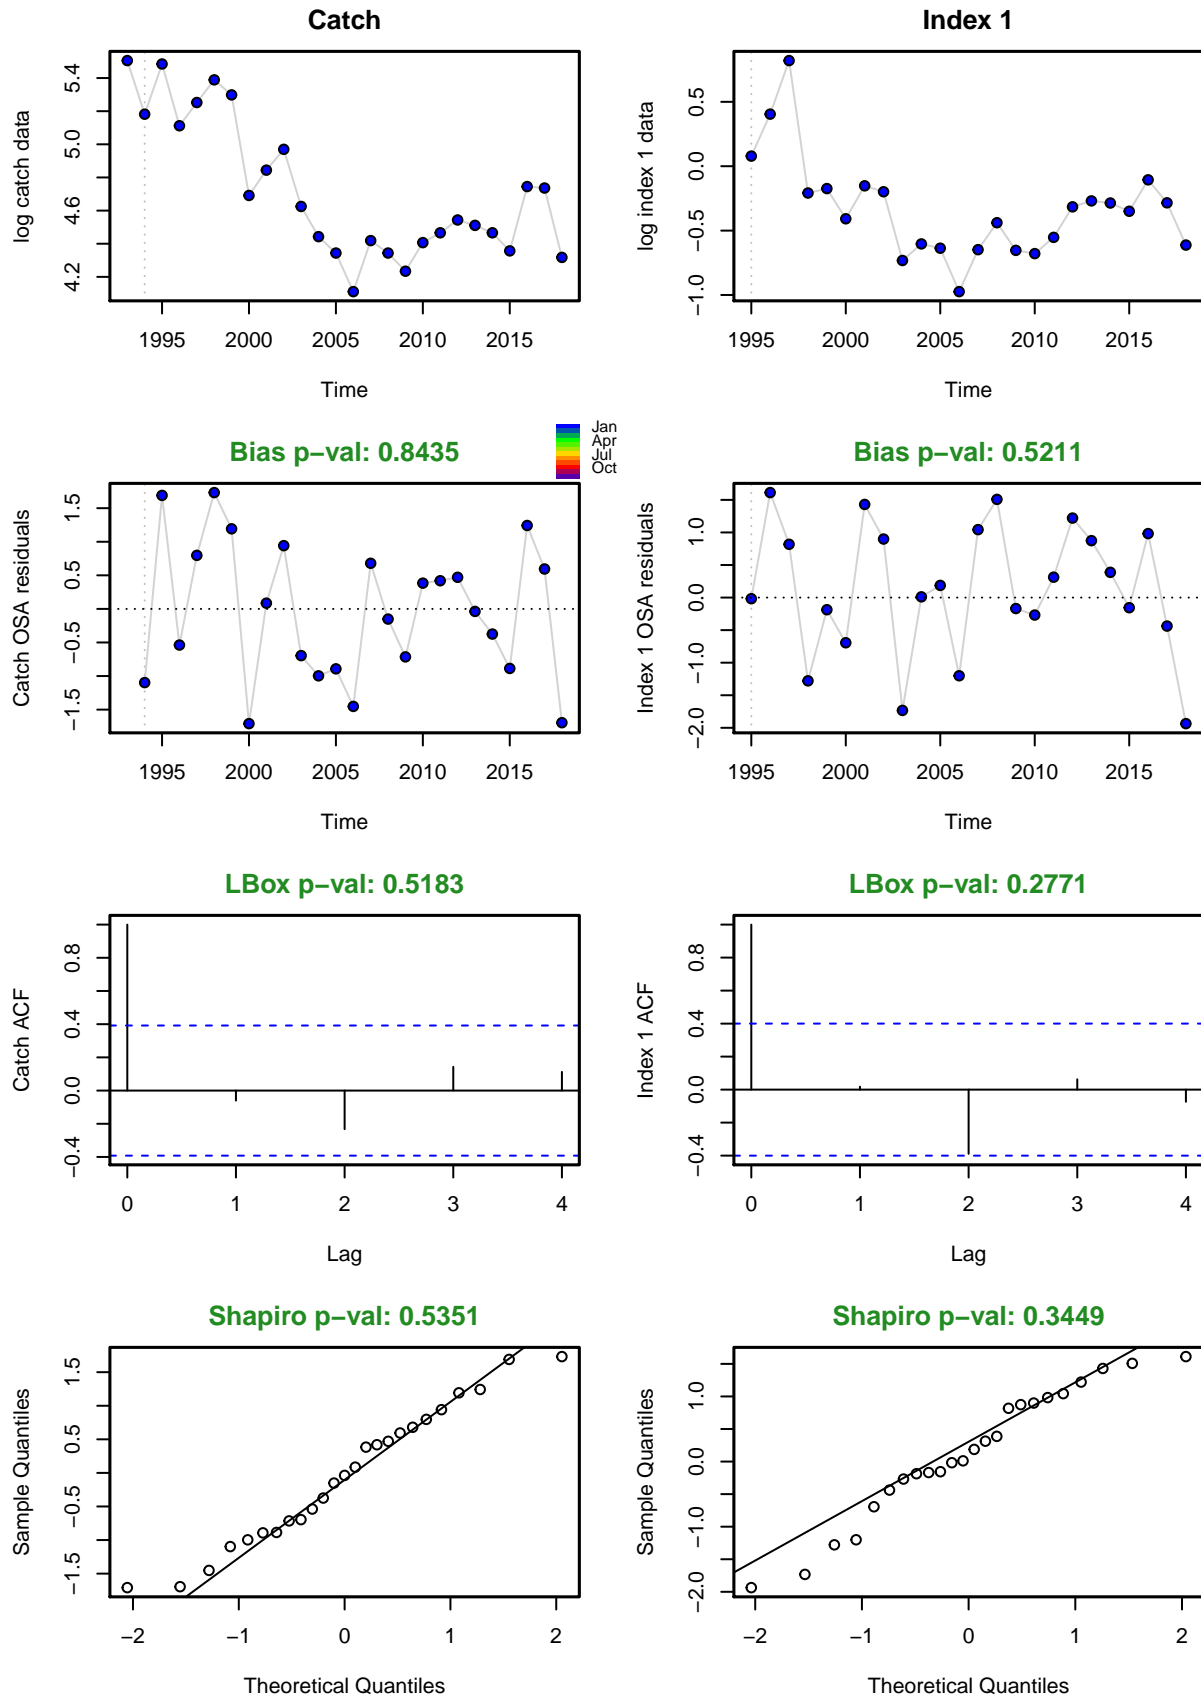 Catch
Index 1
log catch data
4.2 4.6 5.0 5.4
1995 2000 2005 2010 2015
Time
log index 1 data
−1.0 −0.5 0.0 0.5
1995 2000 2005 2010 2015
Time
Bias p−val: 0.8435
Jan
Apr
Jul
Oct
Bias p−val: 0.5211
Catch OSA residuals
−1.5 −0.5 0.5 1.5
1995 2000 2005 2010 2015
Time
Index 1 OSA residuals
−2.0 −1.0 0.0 1.0
1995 2000 2005 2010 2015
Time
LBox p−val: 0.5183
LBox p−val: 0.2771
Catch ACF
−0.4 0.0 0.4 0.8
0 1 2 3 4
Lag
Index 1 ACF
−0.4 0.0 0.4 0.8
0 1 2 3 4
Lag
Shapiro p−val: 0.5351
Shapiro p−val: 0.3449
Sample Quantiles
−1.5 −0.5 0.5 1.5
−2 −1 0 1 2
Theoretical Quantiles
Sample Quantiles
−2.0 −1.0 0.0 1.0
−2 −1 0 1 2
Theoretical Quantiles